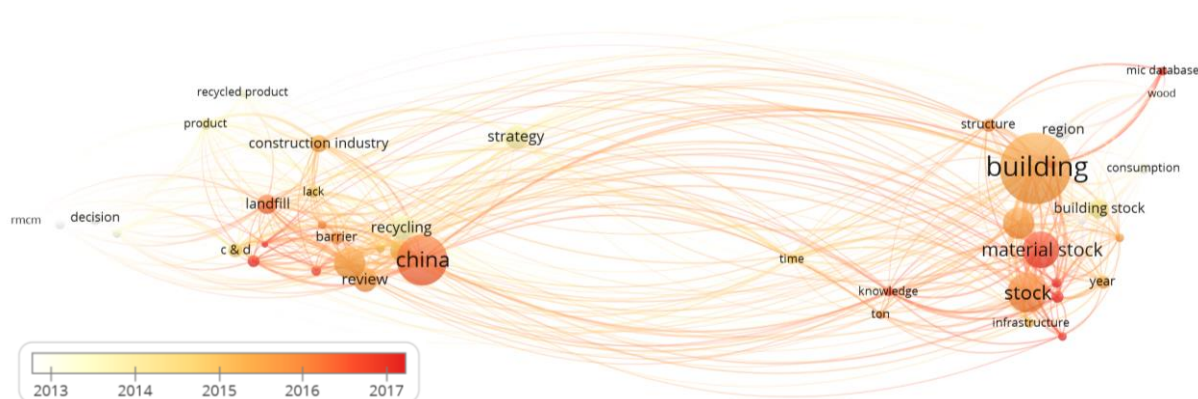 mic database
recycled product
wood
product
structure
region
strategy
construction industry
building
consumption
lack
landfill
building stock
rmcm
decision
recycling
barrier
c & d
material stock
china
time
review
year
knowledge
stock
ton
infrastructure
2013 2014 2015 2016 2017